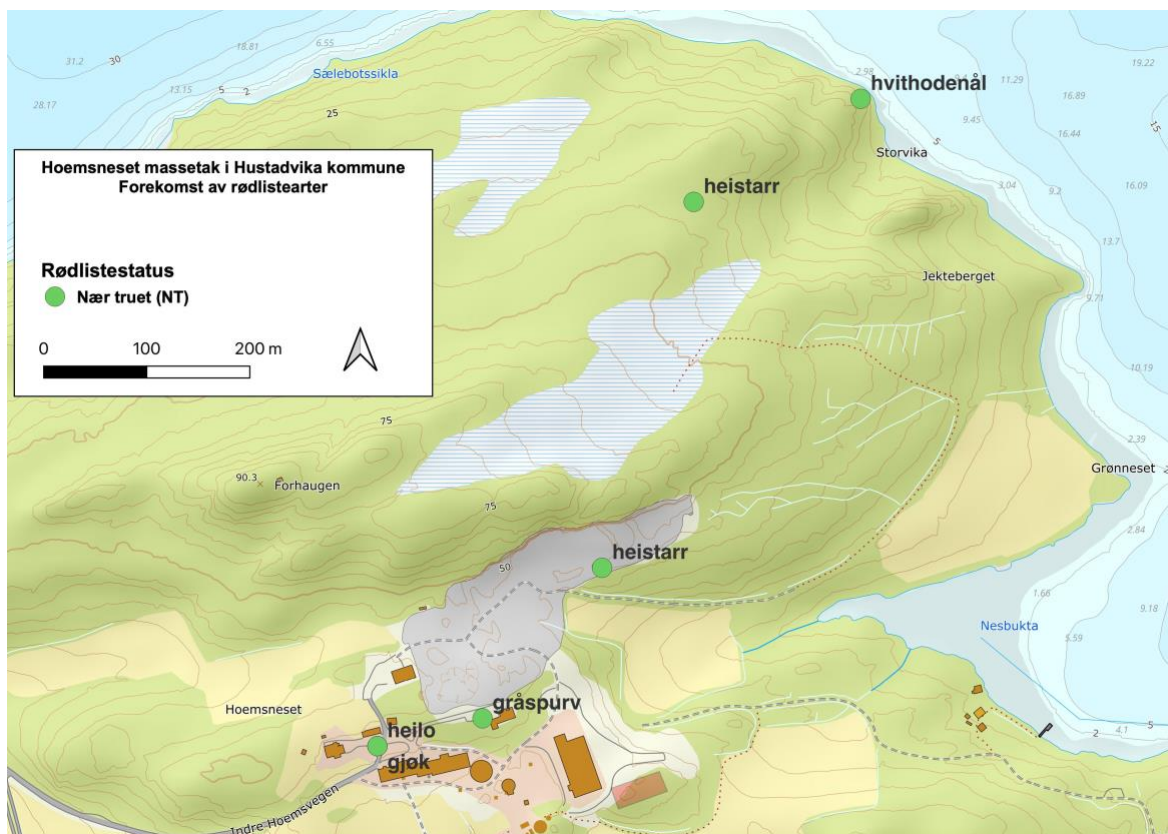 31.2
30
18.81
6.55
Sælebotssikla
13.15
5
2
28.17
25
2.98
hvithodenål
11.29
19.22
16.89
9.45
16.44
15
5
Storvika
3.04
9.2
16.09
13.7
Hoemsneset massetak i Hustadvika kommune
Forekomst av rødlistearter
Rødlistestatus
Nær truet (NT)
0 100 200 m
heistarr
Jekteberget
9.71
10.19
75
2.39
90.3
Forhaugen
Grønneset
75
2.84
50
heistarr
1.66
9.18
Nesbukta
5.59
Hoemsneset
gråspurv
heilo
gjøk
2
4.1
5
Indre Hoemsvegen